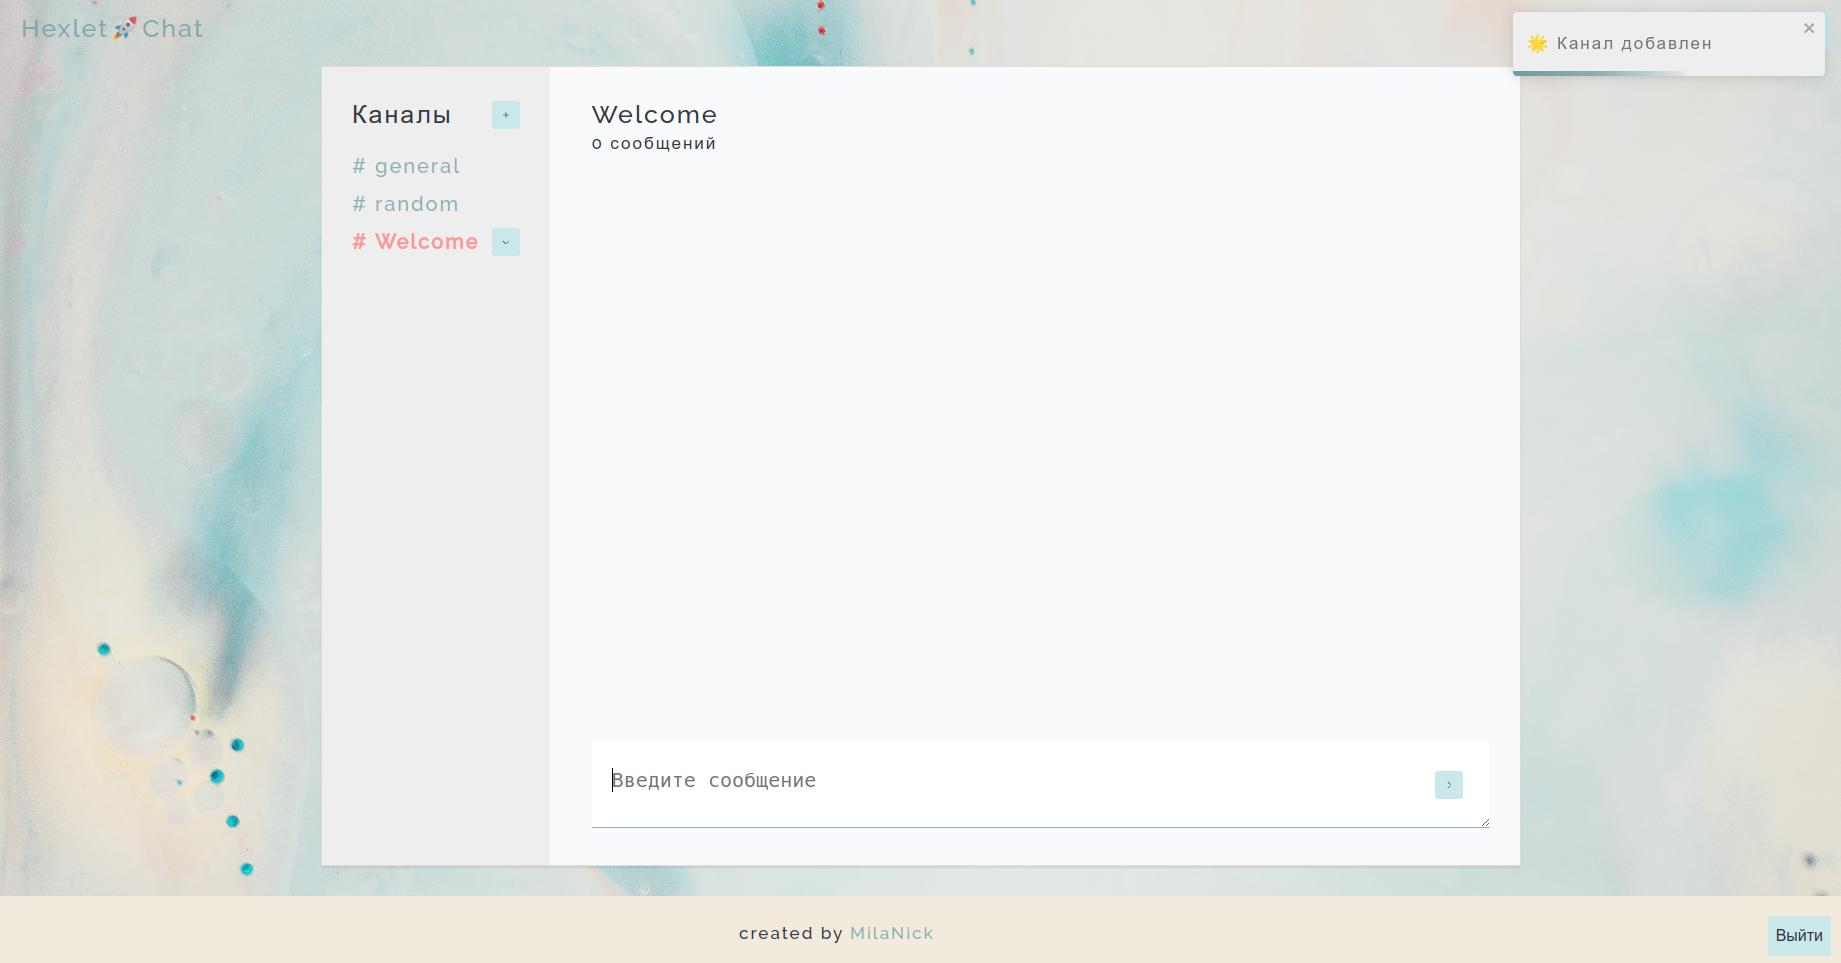 Hexlet🚀Chat
🌟 Канал добавлен
Каналы
+
# general
# random
# Welcome
Welcome
0 сообщений
Введите сообщение
created by MilaNick
Выйти